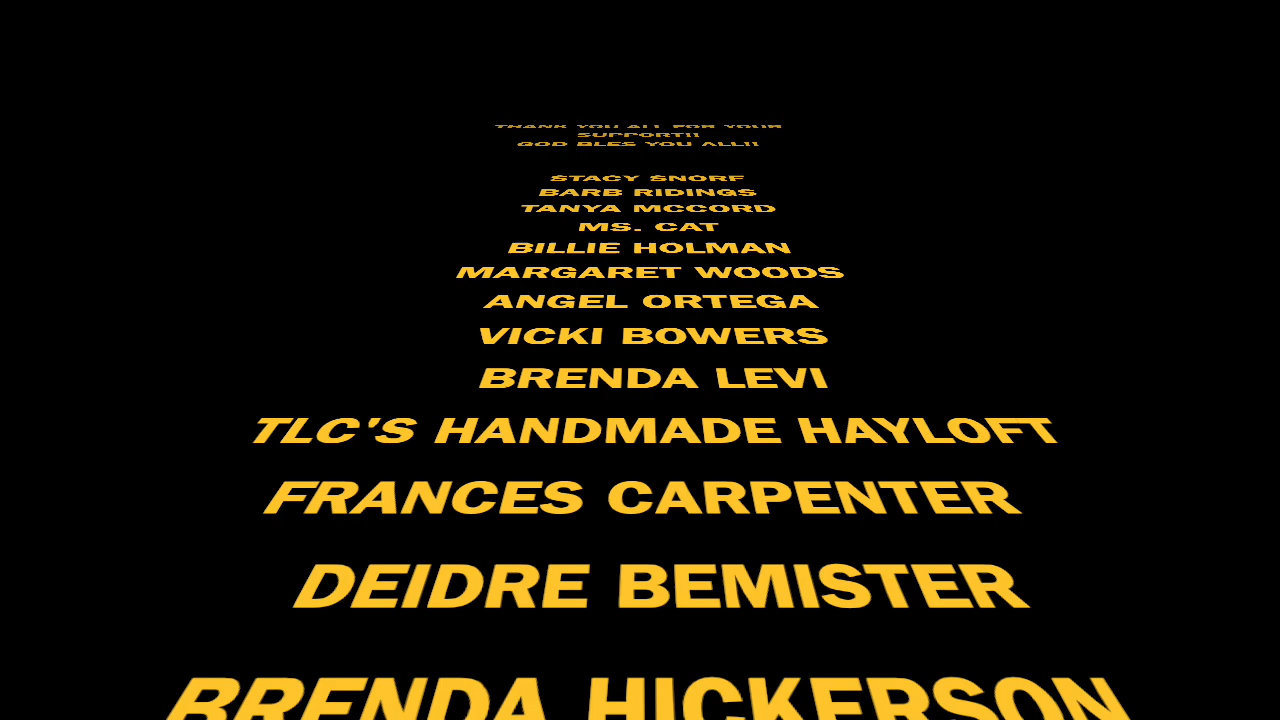 THANK YOU ALL FOR YOUR
SUPPORT!!
GOD BLES YOU ALL!!
STACY SNORF
BARB RIDINGS
TANYA MCCORD
MS. CAT
BILLIE HOLMAN
MARGARET WOODS
ANGEL ORTEGA
VICKI BOWERS
BRENDA LEVI
TLC'S HANDMADE HAYLOFT
FRANCES CARPENTER
DEIDRE BEMISTER
BRENDA HICKERSON